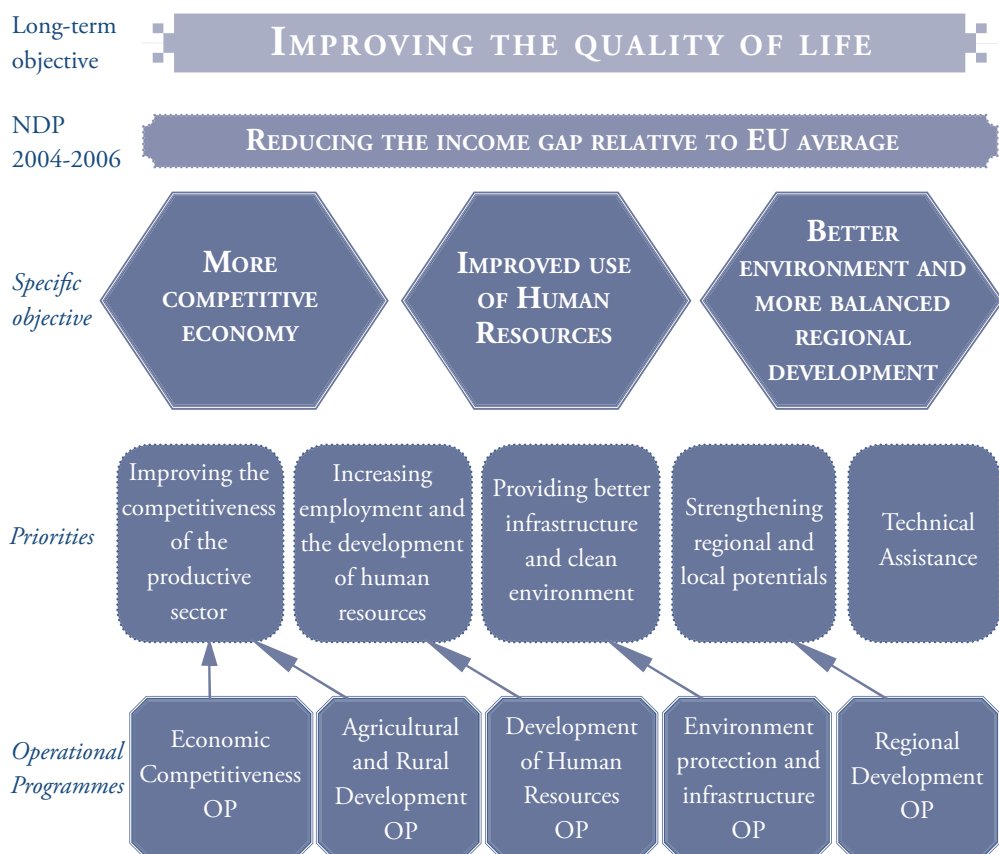 Long-term
objective
IMPROVING THE QUALITY OF LIFE
NDP
2004-2006
REDUCING THE INCOME GAP RELATIVE TO EU AVERAGE
Specific
objective
MORE
COMPETITIVE
ECONOMY
IMPROVED USE
OF HUMAN
RESOURCES
BETTER
ENVIRONMENT AND
MORE BALANCED
REGIONAL
DEVELOPMENT
Priorities
Improving the
competitiveness
of the
productive
sector
Increasing
employment and
the development
of human
resources
Providing better
infrastructure
and clean
environment
Strengthening
regional and
local potentials
Technical
Assistance
Operational
Programmes
Economic
Competitiveness
OP
Agricultural
and Rural
Development
OP
Development
of Human
Resources
OP
Environment
protection and
infrastructure
OP
Regional
Development
OP